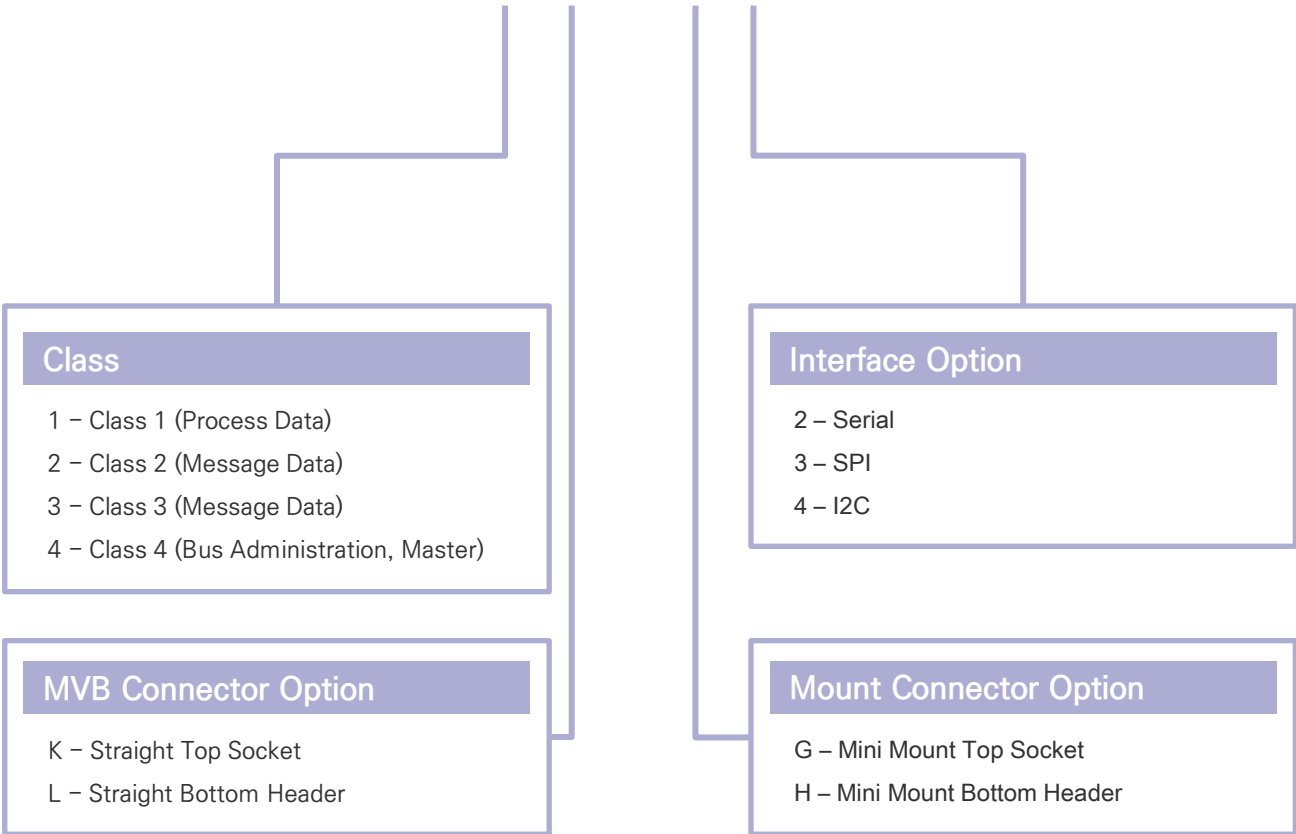 Class
1 – Class 1 (Process Data)
2 – Class 2 (Message Data)
3 – Class 3 (Message Data)
4 – Class 4 (Bus Administration, Master)
Interface Option
2 – Serial
3 – SPI
4 – I2C
MVB Connector Option
K – Straight Top Socket
L – Straight Bottom Header
Mount Connector Option
G – Mini Mount Top Socket
H – Mini Mount Bottom Header